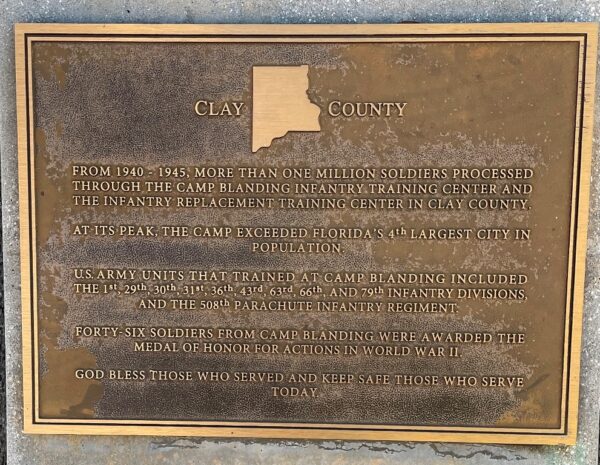 CLAY COUNTY
FROM 1940 - 1945, MORE THAN ONE MILLION SOLDIERS PROCESSED
THROUGH THE CAMP BLANDING INFANTRY TRAINING CENTER AND
THE INFANTRY REPLACEMENT TRAINING CENTER IN CLAY COUNTY.
AT ITS PEAK, THE CAMP EXCEEDED FLORIDA'S 4th LARGEST CITY IN
POPULATION.
U.S. ARMY UNITS THAT TRAINED AT CAMP BLANDING INCLUDED
THE 1st, 29th, 30th, 31st, 36th, 43rd, 63rd, 66th, AND 79th INFANTRY DIVISIONS,
AND THE 508th PARACHUTE INFANTRY REGIMENT.
FORTY-SIX SOLDIERS FROM CAMP BLANDING WERE AWARDED THE
MEDAL OF HONOR FOR ACTIONS IN WORLD WAR II.
GOD BLESS THOSE WHO SERVED AND KEEP SAFE THOSE WHO SERVE
TODAY.